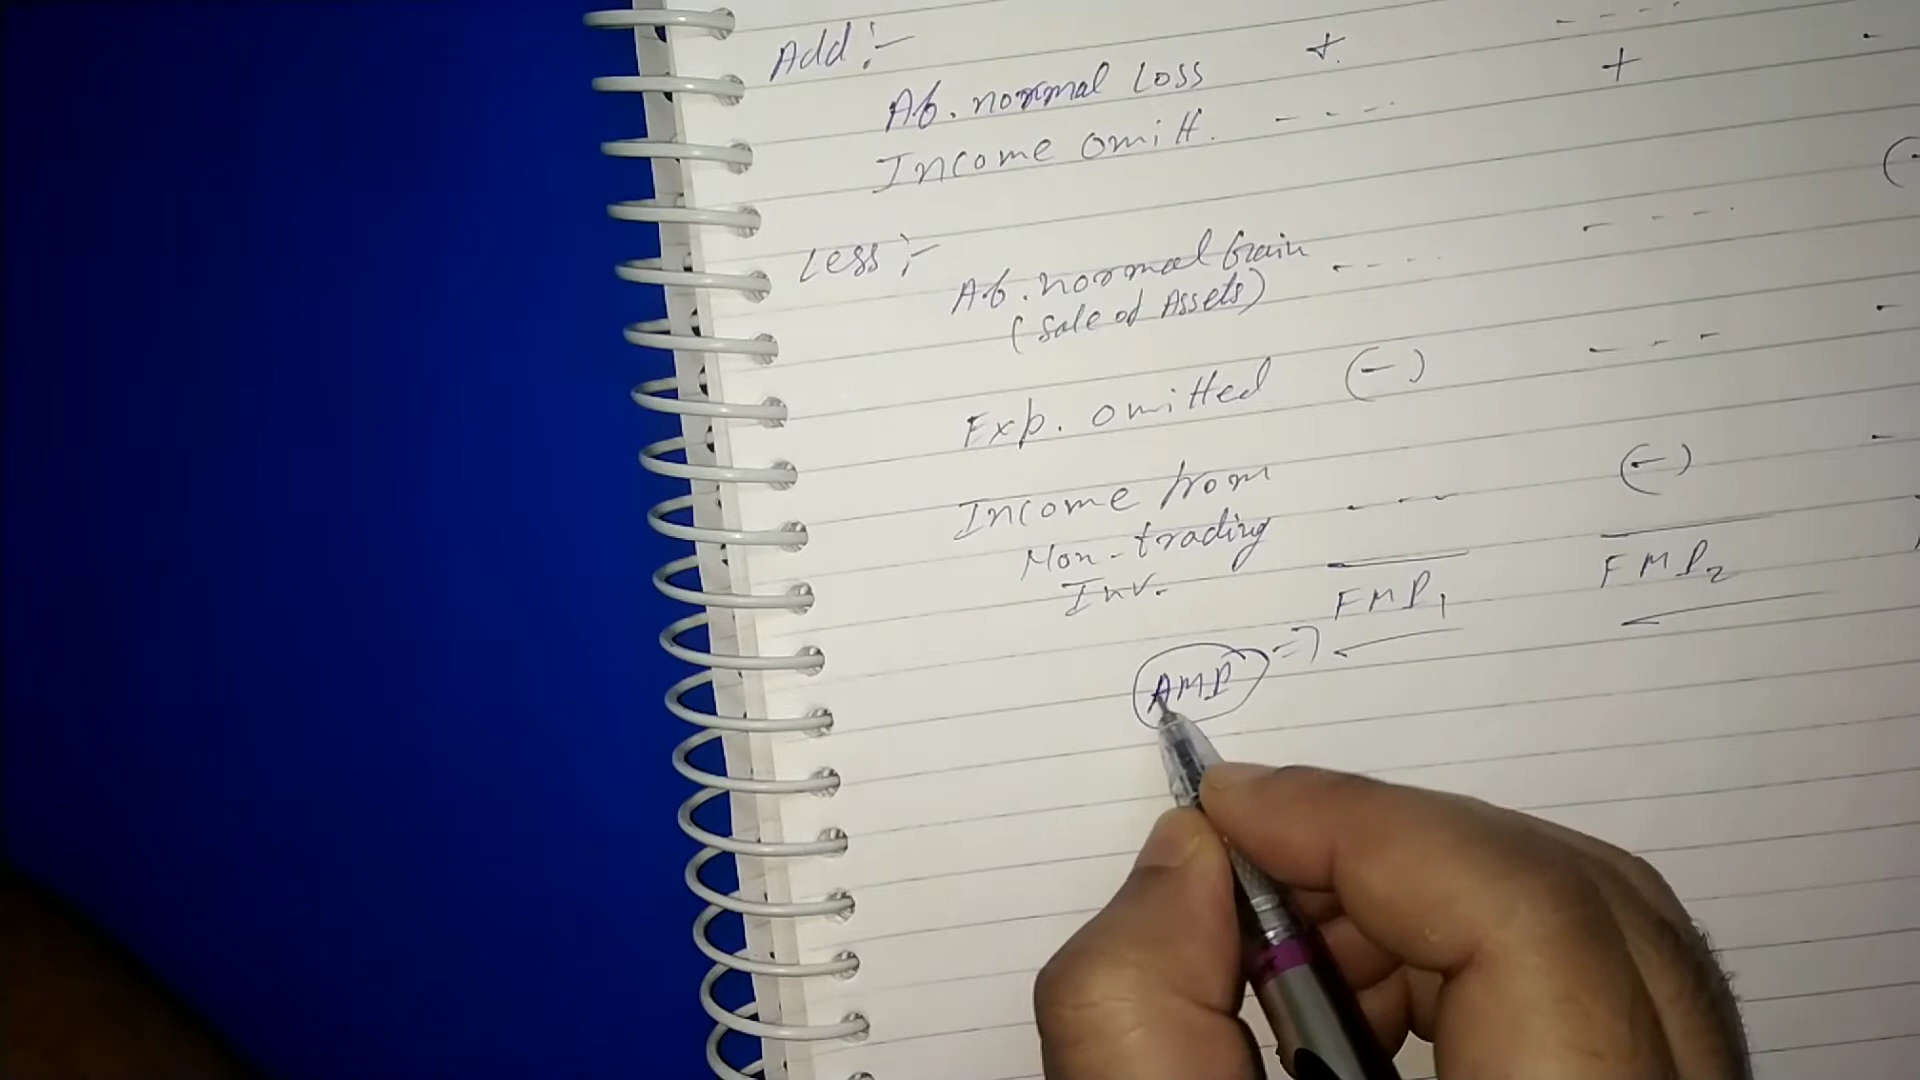 Add :-
Ab. normal Loss +. - - - -
Income omitt. - - - - + -
Less :-
Ab. normal Gain - - - - - - - - (-
(Sale of Assets)
Exp. omitted (-) - - - -
Income from - - - (-) -
Non-trading
Inv. FMP1 FMP2
AMP =>